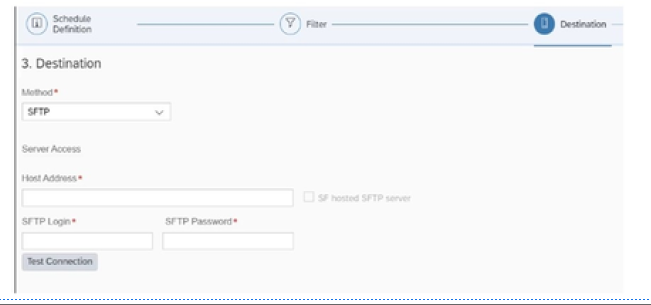 Schedule
Definition
Filter
Destination
3. Destination
Method*
SFTP
Server Access
Host Address*
SF hosted SFTP server
SFTP Login* SFTP Password*
Test Connection